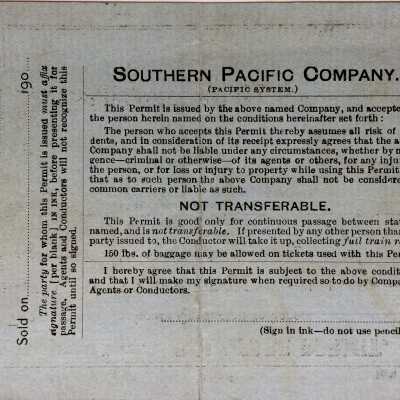 SOUTHERN PACIFIC COMPANY.
(PACIFIC SYSTEM.)
This Permit is issued by the above named Company, and accepte
the person herein named on the conditions hereinafter set forth :
The person who accepts this Permit thereby assumes all risk of
dents, and in consideration of its receipt expressly agrees that the a
Company shall not be liable under any circumstances, whether by n
gence—criminal or otherwise—of its agents or others, for any injur
the person, or for loss or injury to property while using this Permit
that as to such person the above Company shall not be considere
common carriers or liable as such.
NOT TRANSFERABLE.
This Permit is good only for continuous passage between stat
named, and is not transferable. If presented by any other person than
party issued to, the Conductor will take it up, collecting full train r
150 lbs. of baggage may be allowed on tickets used with this Per
I hereby agree that this Permit is subject to the above condit
and that I will make my signature when required so to do by Compa
Agents or Conductors.
(Sign in ink—do not use pencil
Sold on 190
The party for whom this Permit is issued must affix
signature (per blank) IN INK, before presenting it for
passage. Agents and Conductors will not recognize this
Permit until so signed.